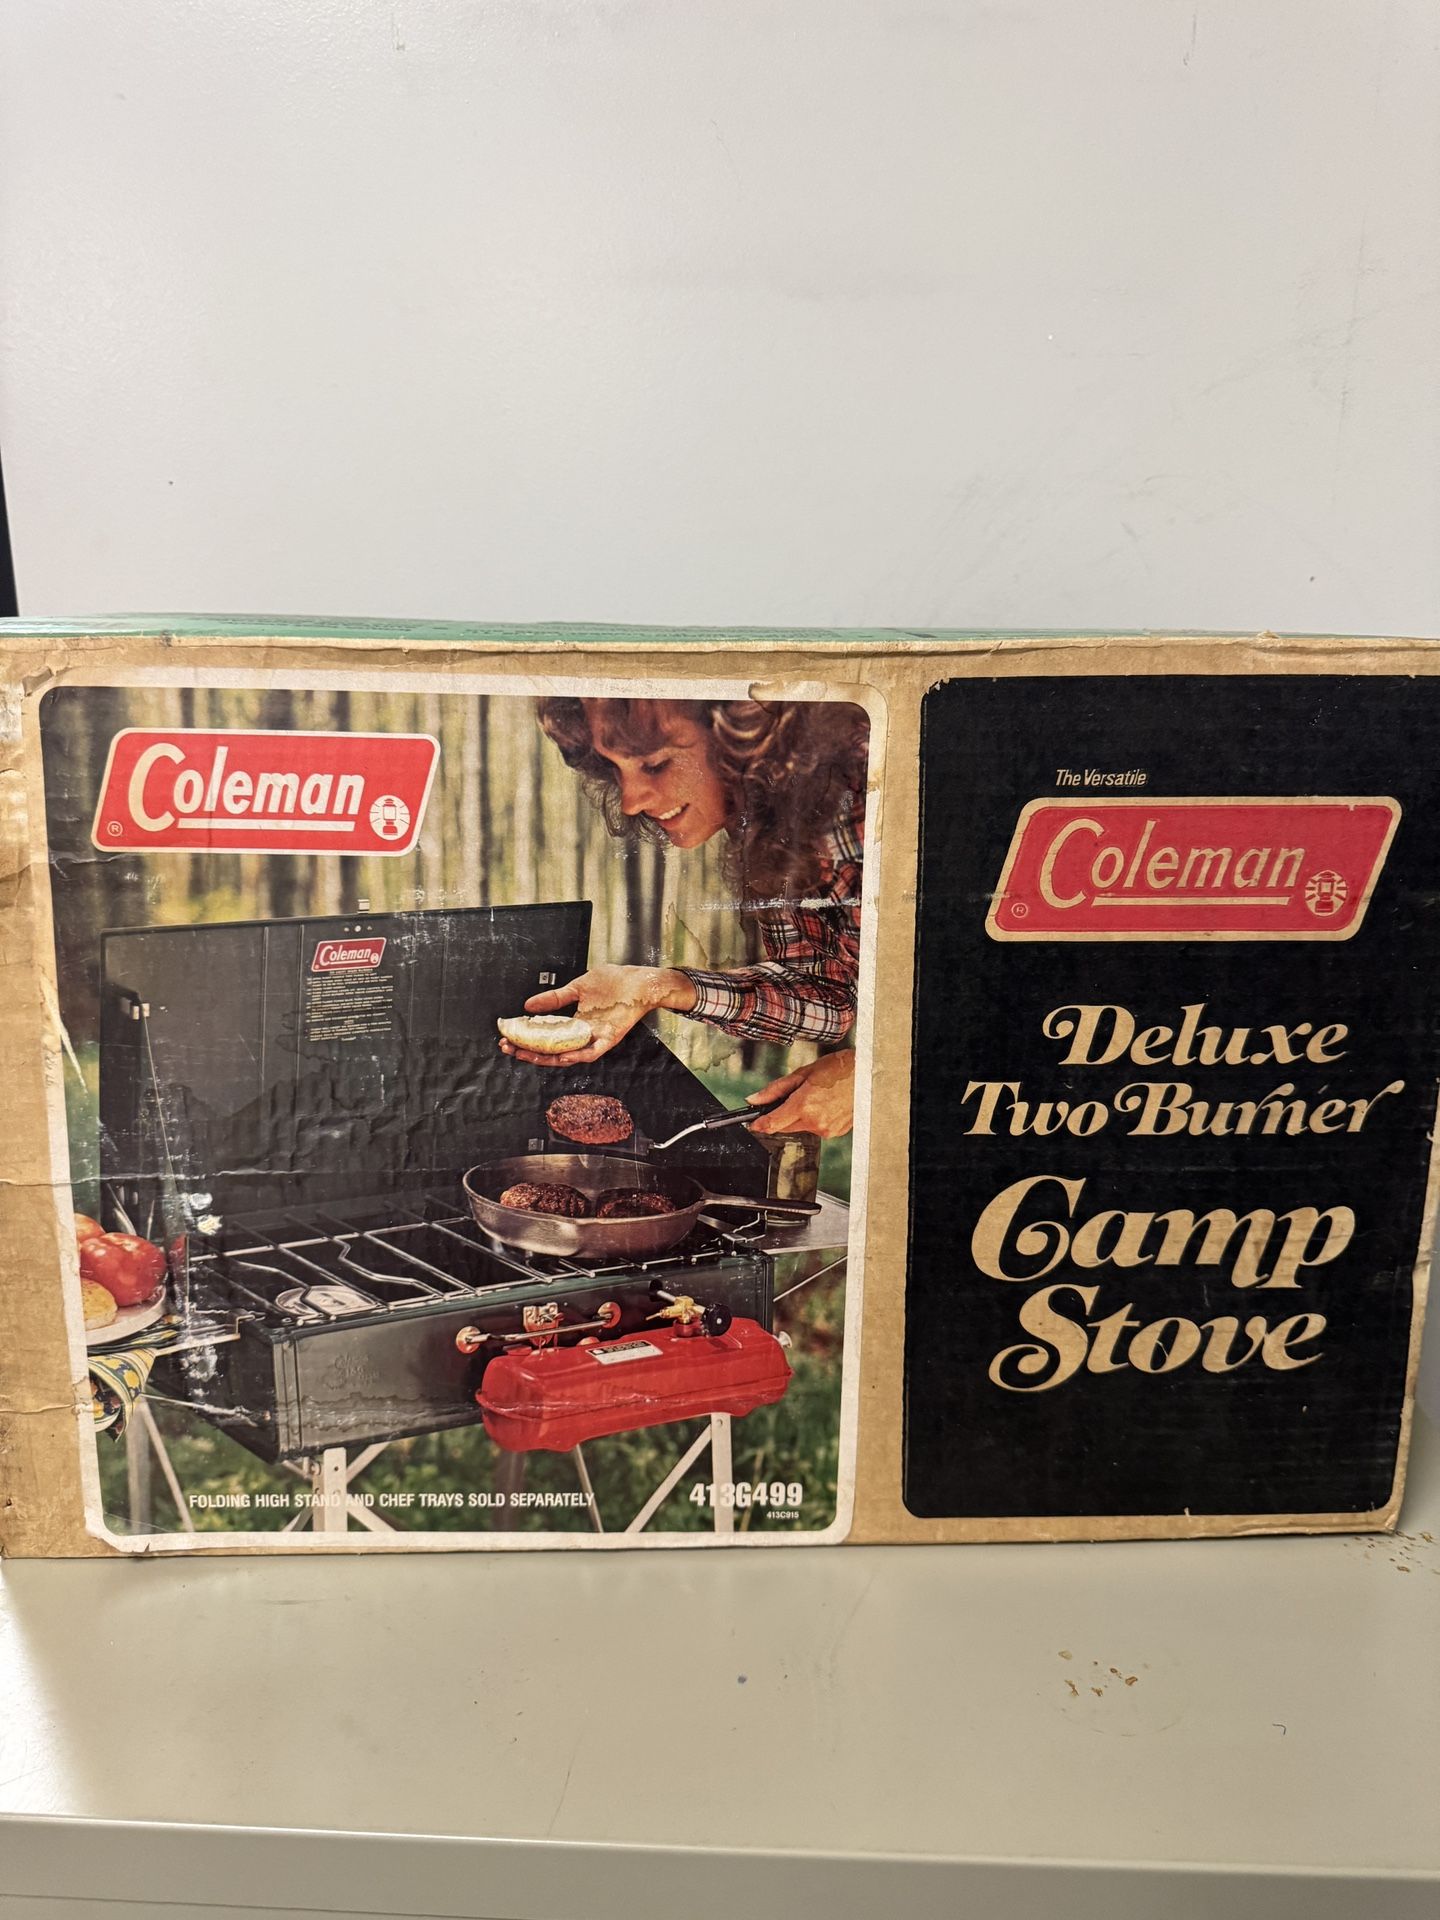 Coleman
®
Coleman
FOLDING HIGH STAND AND CHEF TRAYS SOLD SEPARATELY
413G499
413C915
The Versatile
Coleman
®
Deluxe
Two Burner
Camp
Stove